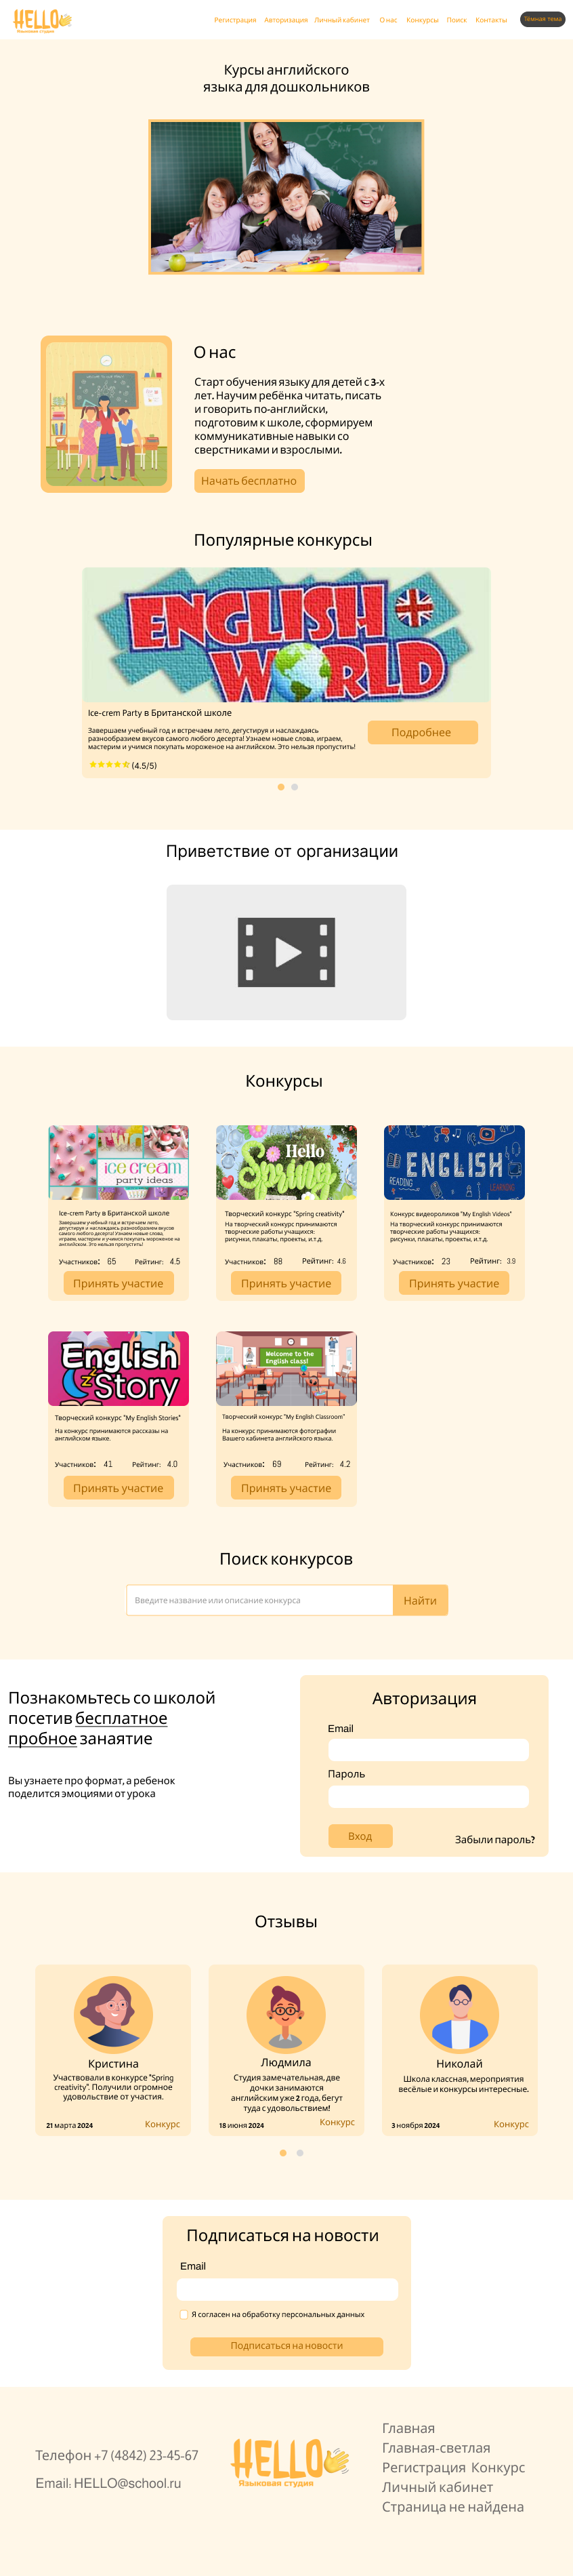 HELLO
Языковая студия
Регистрация Авторизация Личный кабинет О нас Конкурсы Поиск Контакты Тёмная тема
Курсы английского
языка для дошкольников
О нас
Старт обучения языку для детей с 3-х
лет. Научим ребёнка читать, писать
и говорить по-английски,
подготовим к школе, сформируем
коммуникативные навыки со
сверстниками и взрослыми.
Начать бесплатно
Популярные конкурсы
ENGLISH
WORLD
Ice-crem Party в Британской школе
Завершаем учебный год и встречаем лето, дегустируя и наслаждаясь
разнообразием вкусов самого любого десерта! Узнаем новые слова, играем,
мастерим и учимся покупать мороженое на английском. Это нельзя пропустить!
Подробнее
(4.5/5)
Приветствие от организации
Конкурсы
TWO
ice cream
party ideas
Ice-crem Party в Британской школе
Завершаем учебный год и встречаем лето,
дегустируя и наслаждаясь разнообразием вкусов
самого любого десерта! Узнаем новые слова,
играем, мастерим и учимся покупать мороженое на
английском. Это нельзя пропустить!
Участников: 65 Рейтинг: 4.5
Принять участие
Hello
Spring
Творческий конкурс "Spring creativity"
На творческий конкурс принимаются
творческие работы учащихся:
рисунки, плакаты, проекты, и.т.д.
Участников: 88 Рейтинг: 4.6
Принять участие
ENGLISH
READING
LEARNING
Конкурс видеороликов "My English Videos"
На творческий конкурс принимаются
творческие работы учащихся:
рисунки, плакаты, проекты, и.т.д.
Участников: 23 Рейтинг: 3.9
Принять участие
English
Story
Творческий конкурс "My English Stories"
На конкурс принимаются рассказы на
английском языке.
Участников: 41 Рейтинг: 4.0
Принять участие
Welcome to the
English class!
Творческий конкурс "My English Classroom"
На конкурс принимаются фотографии
Вашего кабинета английского языка.
Участников: 69 Рейтинг: 4.2
Принять участие
Поиск конкурсов
Введите название или описание конкурса
Найти
Познакомьтесь со школой
посетив бесплатное
пробное занаятие
Вы узнаете про формат, а ребенок
поделится эмоциями от урока
Авторизация
Email
Пароль
Вход
Забыли пароль?
Отзывы
Кристина
Участвовали в конкурсе "Spring
creativity". Получили огромное
удовольствие от участия.
21 марта 2024 Конкурс
Людмила
Студия замечательная, две
дочки занимаются
английским уже 2 года, бегут
туда с удовольствием!
18 июня 2024 Конкурс
Николай
Школа классная, мероприятия
весёлые и конкурсы интересные.
3 ноября 2024 Конкурс
Подписаться на новости
Email
Я согласен на обработку персональных данных
Подписаться на новости
Телефон +7 (4842) 23-45-67
Email: HELLO@school.ru
HELLO
Языковая студия
Главная
Главная-светлая
Регистрация Конкурс
Личный кабинет
Страница не найдена